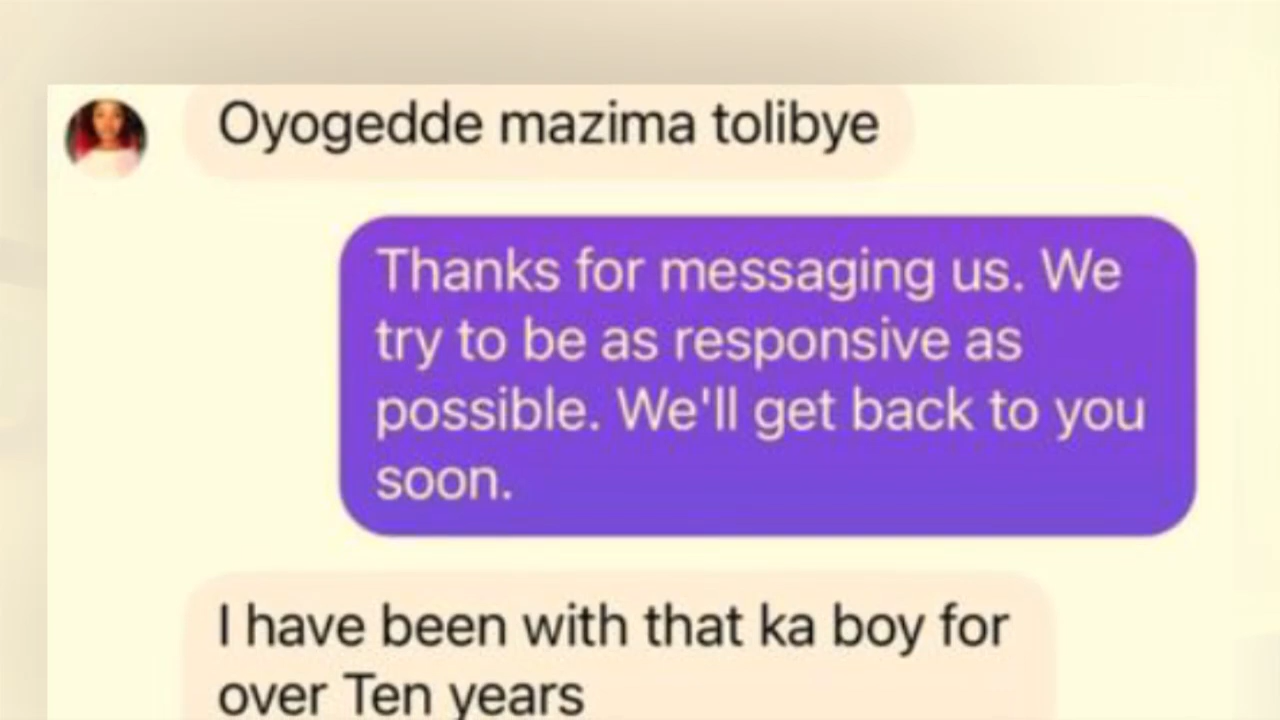 Oyogedde mazima tolibye
Thanks for messaging us. We
try to be as responsive as
possible. We'll get back to you
soon.
I have been with that ka boy for
over Ten years